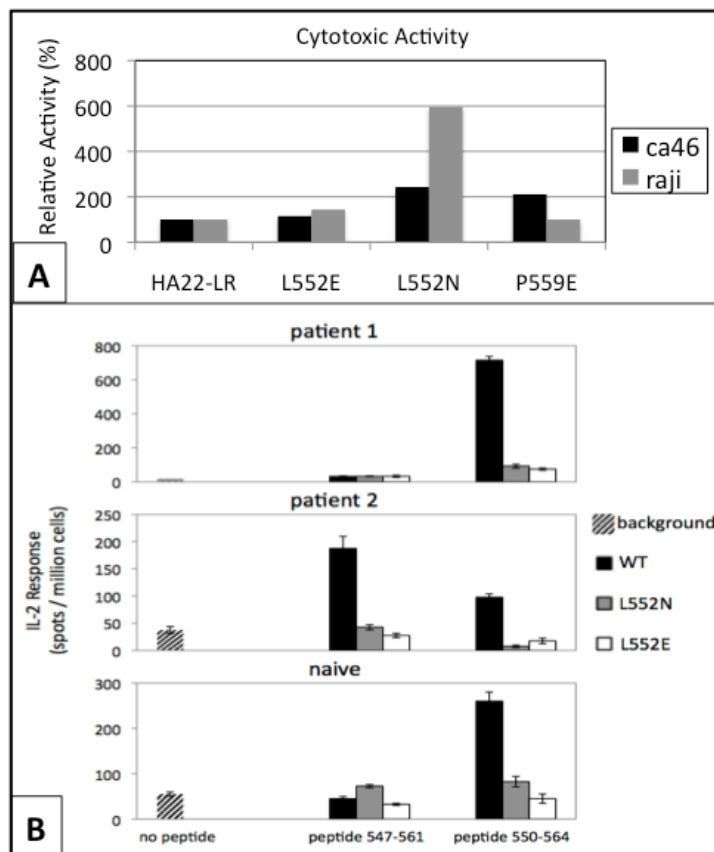 Cytotoxic Activity
Relative Activity (%)
800
600
400
200
0
HA22-LR L552E L552N P559E
ca46
raji
A
patient 1
800
600
400
200
0
patient 2
250
200
150
100
50
0
naive
300
200
100
0
IL-2 Response
(spots / million cells)
no peptide peptide 547-561 peptide 550-564
background
WT
L552N
L552E
B